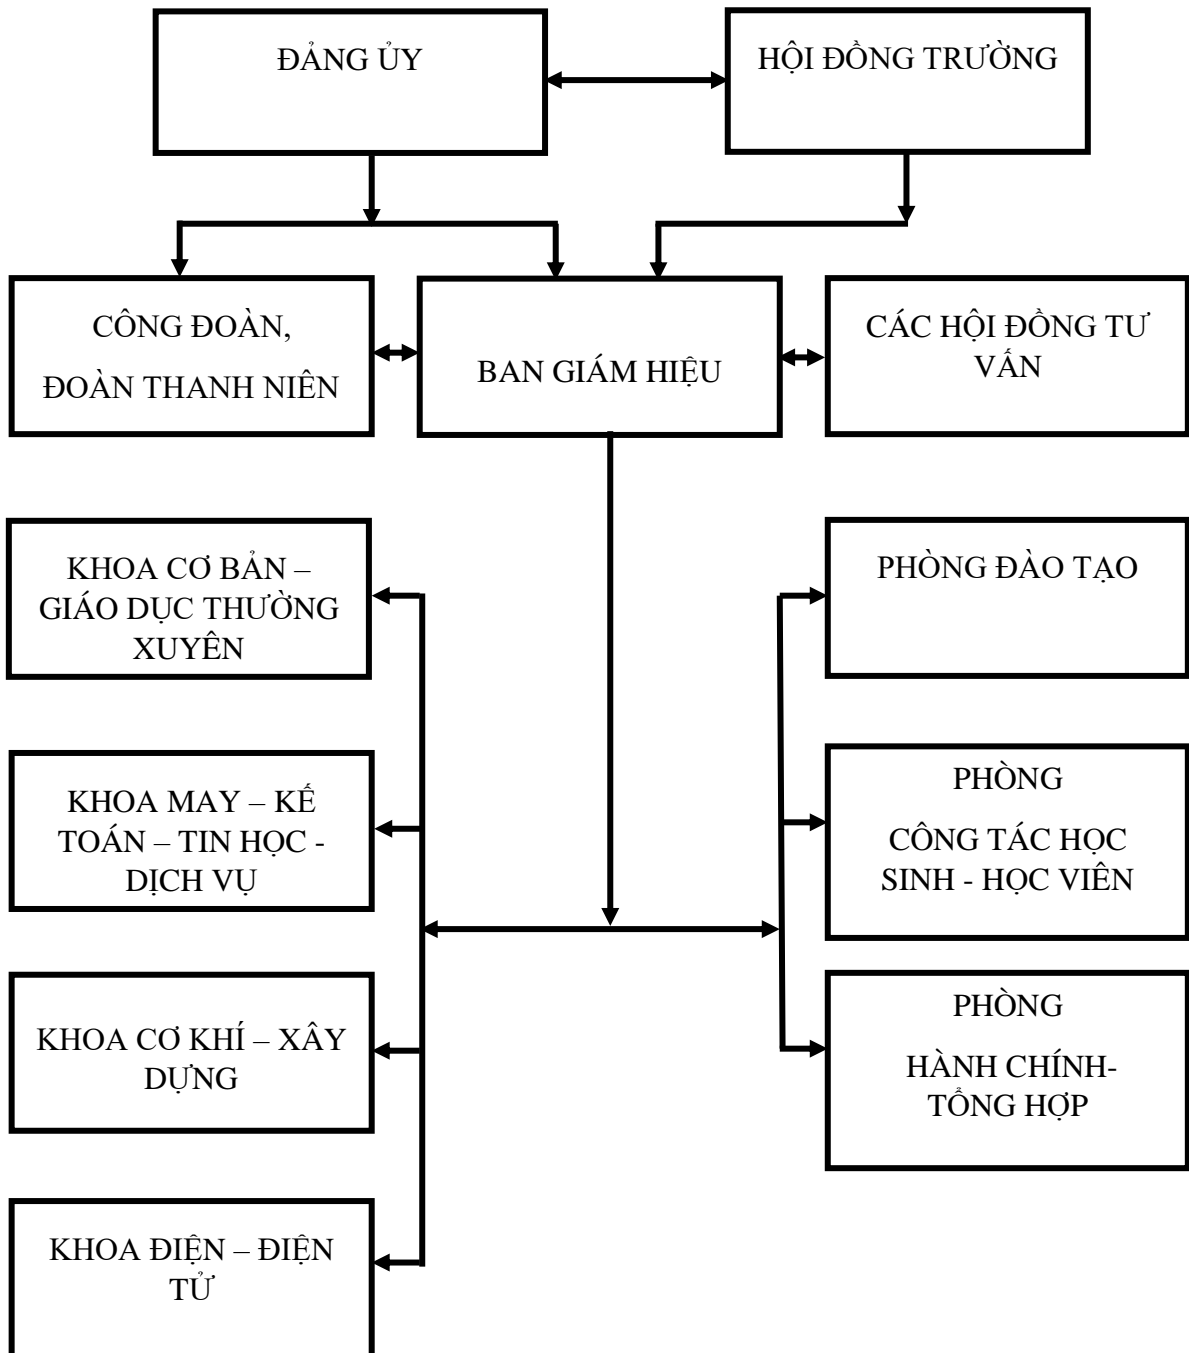 ĐẢNG ỦY
HỘI ĐỒNG TRƯỜNG
CÔNG ĐOÀN,
ĐOÀN THANH NIÊN
BAN GIÁM HIỆU
CÁC HỘI ĐỒNG TƯ
VẤN
KHOA CƠ BẢN –
GIÁO DỤC THƯỜNG
XUYÊN
PHÒNG ĐÀO TẠO
KHOA MAY – KẾ
TOÁN – TIN HỌC -
DỊCH VỤ
PHÒNG
CÔNG TÁC HỌC
SINH - HỌC VIÊN
KHOA CƠ KHÍ – XÂY
DỰNG
PHÒNG
HÀNH CHÍNH-
TỔNG HỢP
KHOA ĐIỆN – ĐIỆN
TỬ